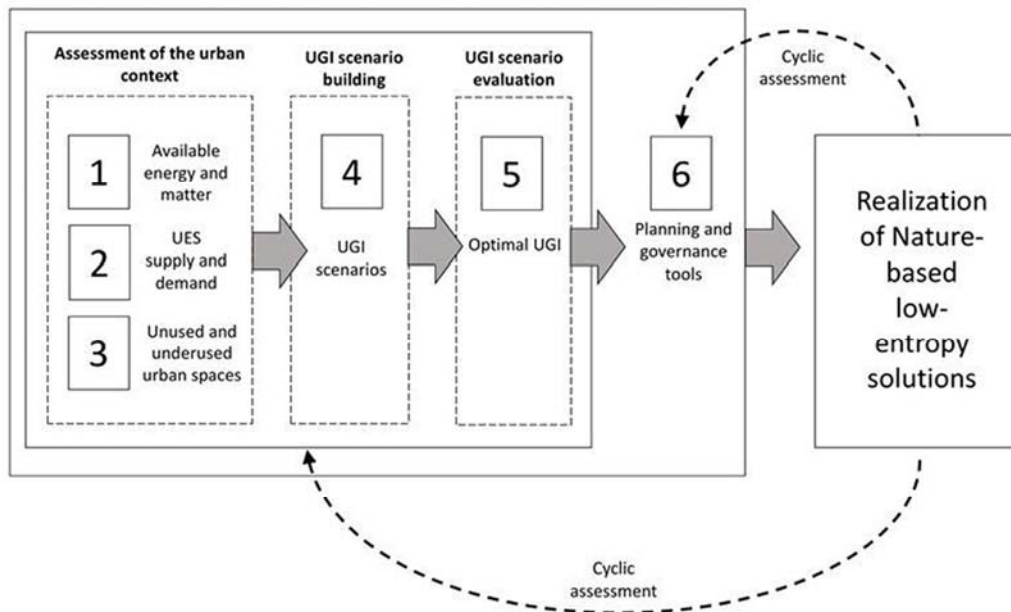 Assessment of the urban
context
1
Available
energy and
matter
2
UES
supply and
demand
3
Unused and
underused
urban spaces
UGI scenario
building
4
UGI
scenarios
UGI scenario
evaluation
5
Optimal UGI
6
Planning and
governance
tools
Cyclic
assessment
Realization
of Nature-
based
low-
entropy
solutions
Cyclic
assessment